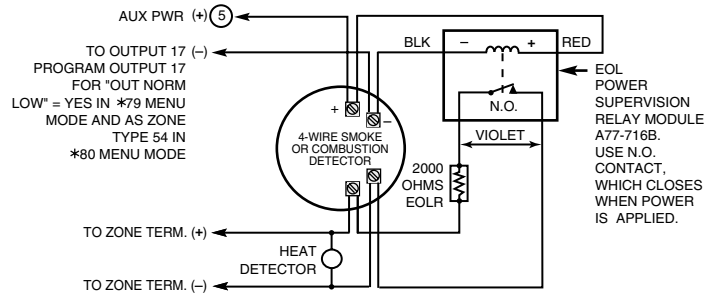 AUX PWR (+) 5
TO OUTPUT 17 (–)
PROGRAM OUTPUT 17
FOR "OUT NORM
LOW" = YES IN *79 MENU
MODE AND AS ZONE
TYPE 54 IN
*80 MENU MODE
+
–
4-WIRE SMOKE
OR COMBUSTION
DETECTOR
BLK
–
+
RED
N.O.
VIOLET
2000
OHMS
EOLR
EOL
POWER
SUPERVISION
RELAY MODULE
A77-716B.
USE N.O.
CONTACT,
WHICH CLOSES
WHEN POWER
IS APPLIED.
TO ZONE TERM. (+)
HEAT
DETECTOR
TO ZONE TERM. (–)